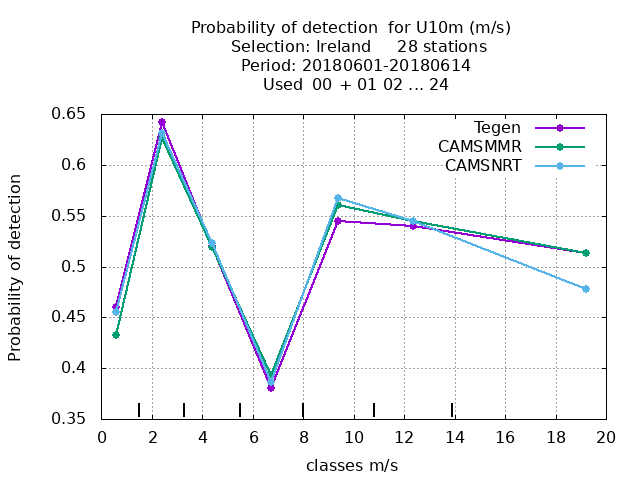 Probability of detection  for U10m (m/s)
Selection: Ireland     28 stations
Period: 20180601-20180614
Used  00  + 01 02 ... 24
Tegen
CAMSMMR
CAMSNRT
Probability of detection
0.65
0.6
0.55
0.5
0.45
0.4
0.35
0 2 4 6 8 10 12 14 16 18 20
classes m/s